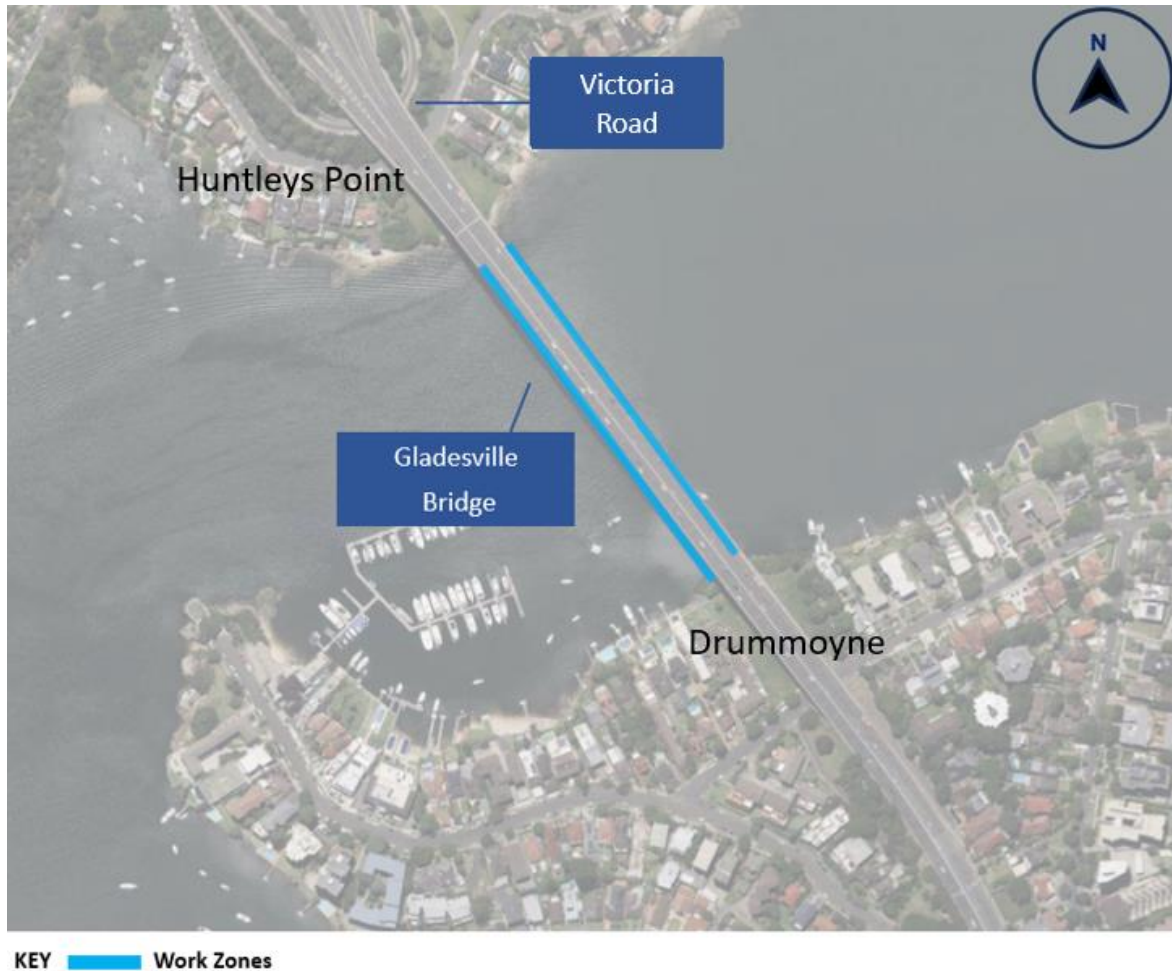 N
Victoria
Road
Huntleys Point
Gladesville
Bridge
Drummoyne
KEY Work Zones